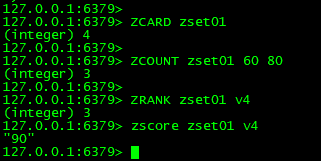 127.0.0.1:6379>
127.0.0.1:6379> ZCARD zset01
(integer) 4
127.0.0.1:6379>
127.0.0.1:6379> ZCOUNT zset01 60 80
(integer) 3
127.0.0.1:6379>
127.0.0.1:6379> ZRANK zset01 v4
(integer) 3
127.0.0.1:6379> zscore zset01 v4
"90"
127.0.0.1:6379>